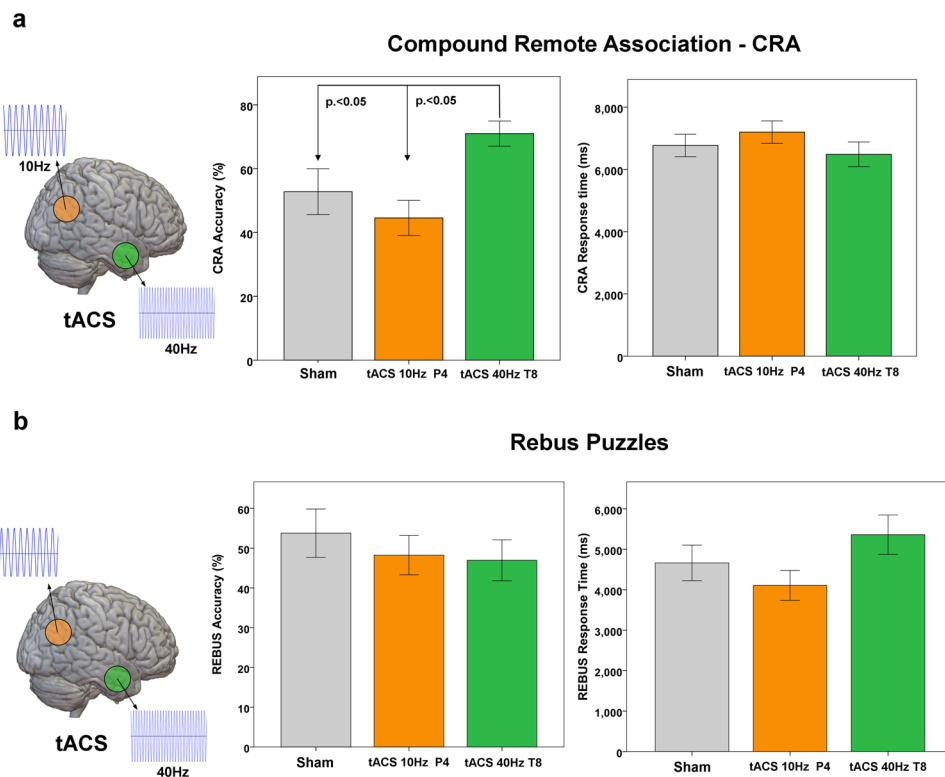 a
Compound Remote Association - CRA
10Hz
tACS
40Hz
CRA Accuracy (%)
80
60
40
20
0
p.<0.05
p.<0.05
Sham
tACS 10Hz P4
tACS 40Hz T8
CRA Response time (ms)
8,000
6,000
4,000
2,000
0
Sham
tACS 10Hz P4
tACS 40Hz T8
b
Rebus Puzzles
tACS
40Hz
REBUS Accuracy (%)
60
50
40
30
20
10
0
Sham
tACS 10Hz P4
tACS 40Hz T8
REBUS Response Time (ms)
6,000
5,000
4,000
3,000
2,000
1,000
0
Sham
tACS 10Hz P4
tACS 40Hz T8